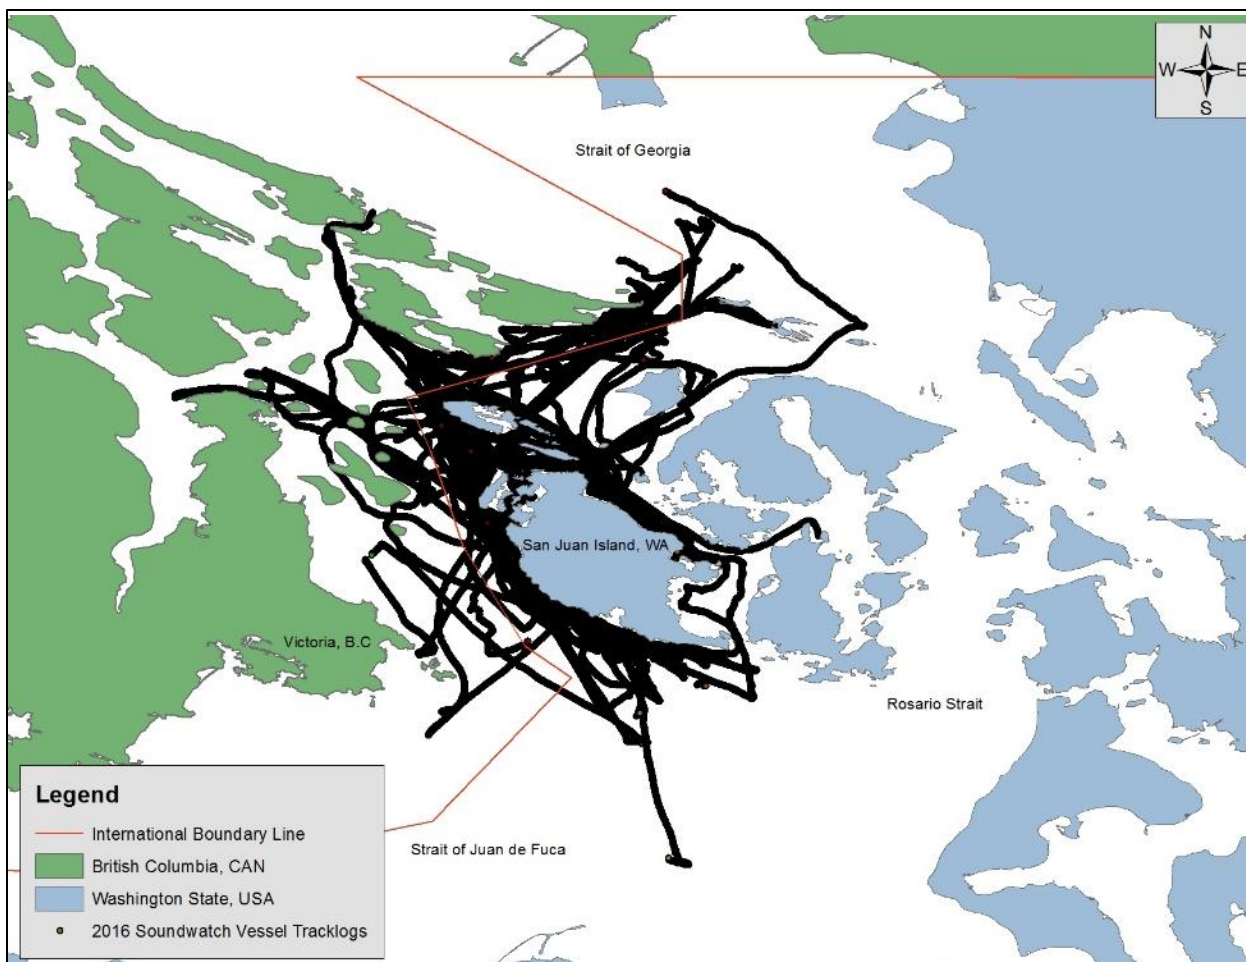 N
W E
S
Strait of Georgia
San Juan Island, WA
Victoria, B.C
Rosario Strait
Strait of Juan de Fuca
Legend
International Boundary Line
British Columbia, CAN
Washington State, USA
2016 Soundwatch Vessel Tracklogs